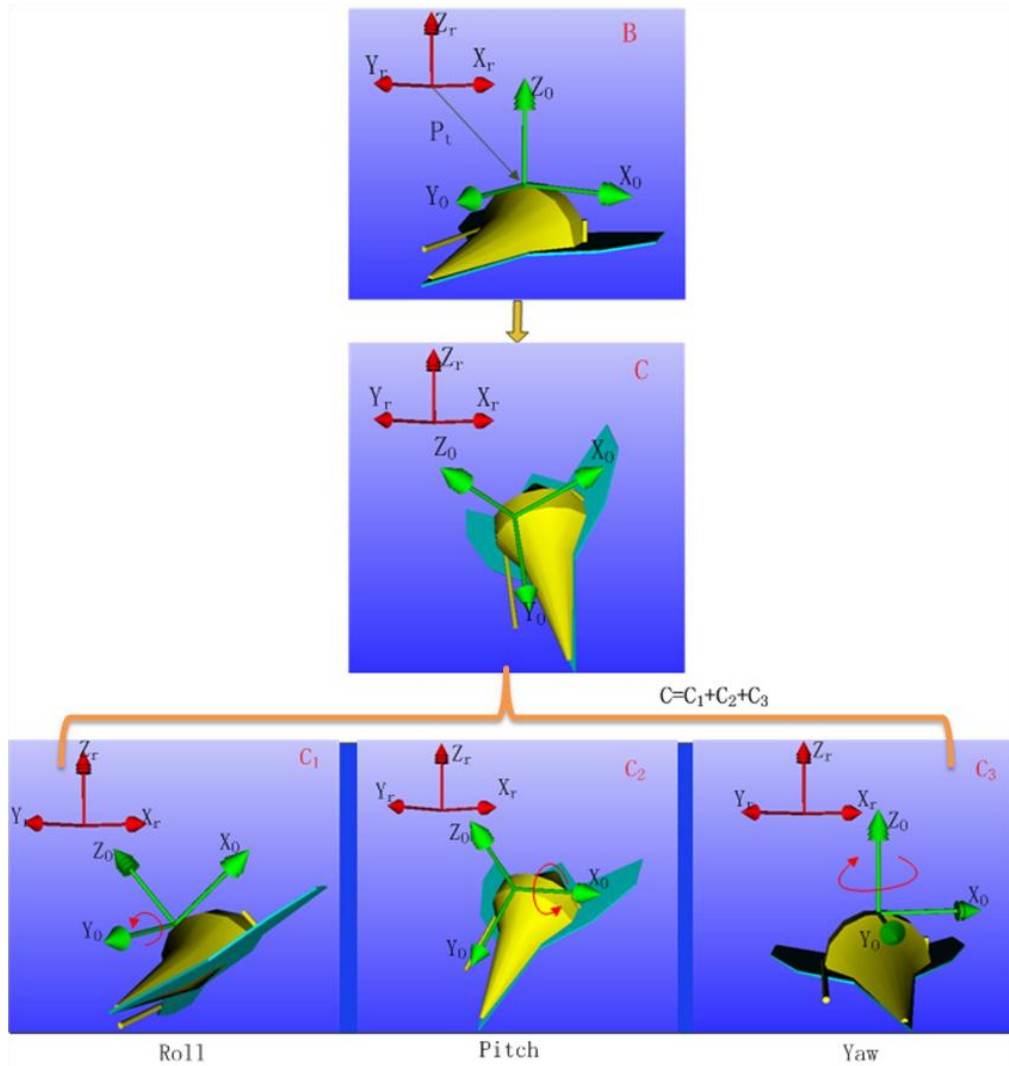 B
Zr
Yr Xr
Z0
Pt
Y0 X0
C
Zr
Yr Xr
Z0 X0
Y0
C=C1+C2+C3
Zr C1
Y Xr
Z0 X0
Y0
Roll
Zr C2
Yr Xr
Z0
X0
Y0
Pitch
Zr C3
Yr Xr
Z0
X0
Y0
Yaw